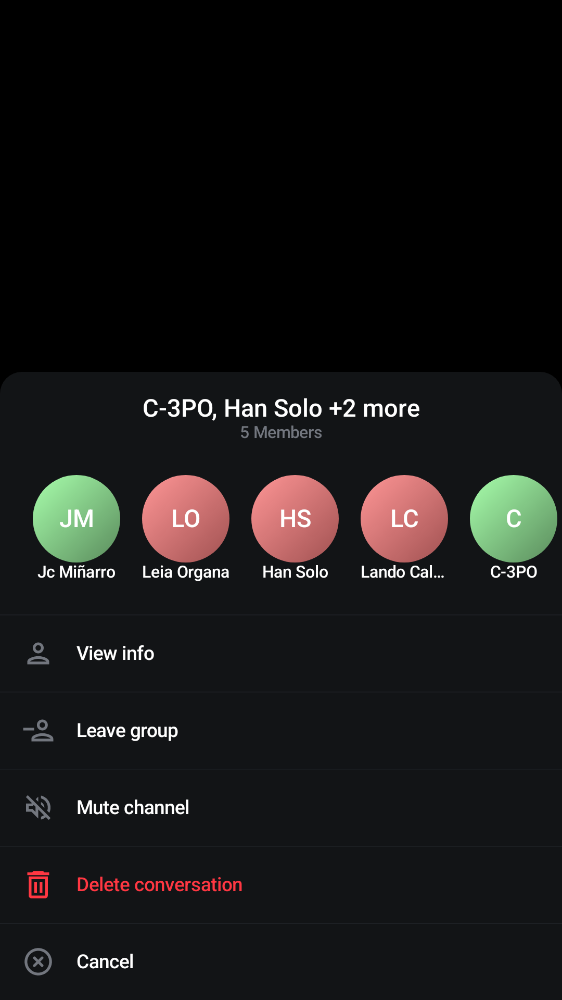 C-3PO, Han Solo +2 more
5 Members
JM LO HS LC C
Jc Miñarro Leia Organa Han Solo Lando Cal... C-3PO
View info
Leave group
Mute channel
Delete conversation
Cancel